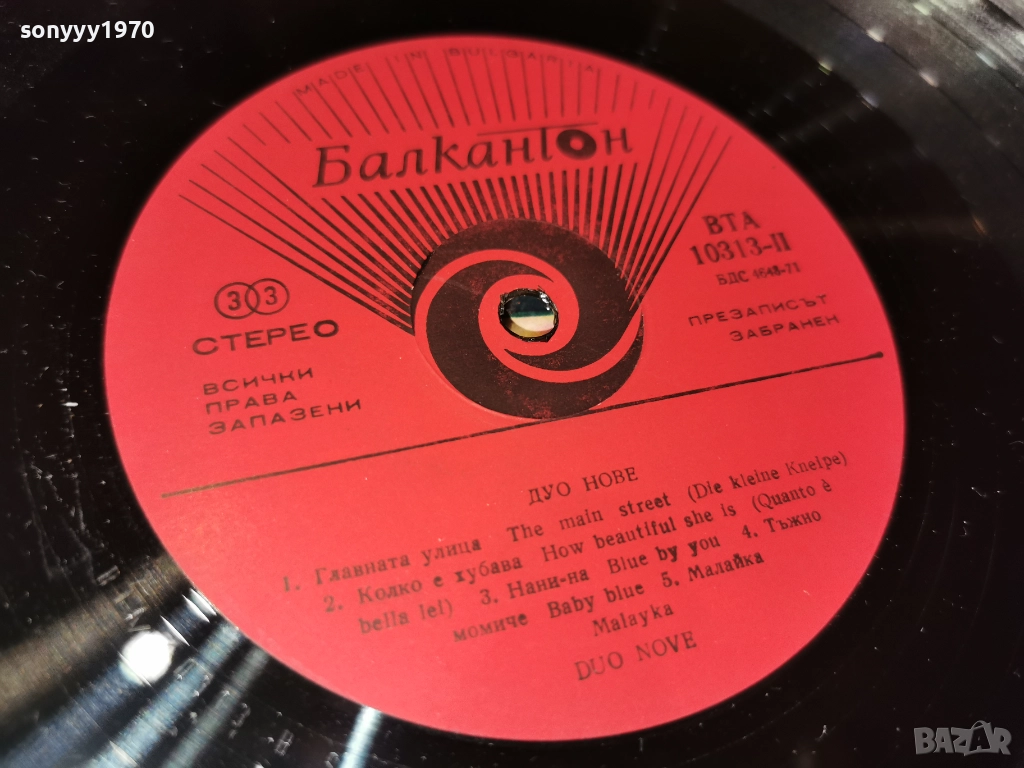 sonyyy1970
MADE IN BULGARIA
Балкантон
ВТА
10313-II
БДС 4648-71
33
СТЕРЕО
ПРЕЗАПИСЪТ
ЗАБРАНЕН
ВСИЧКИ
ПРАВА
ЗАПАЗЕНИ
ДУО НОВЕ
1. Главната улица The main street (Die kleine Kneipe)
2. Колко е хубава How beautiful she is (Quanto è
bella lei) 3. Нани-на Blue by you 4. Тъжно
момиче Baby blue 5. Малайка
Malayka
DUO NOVE
BAZAR